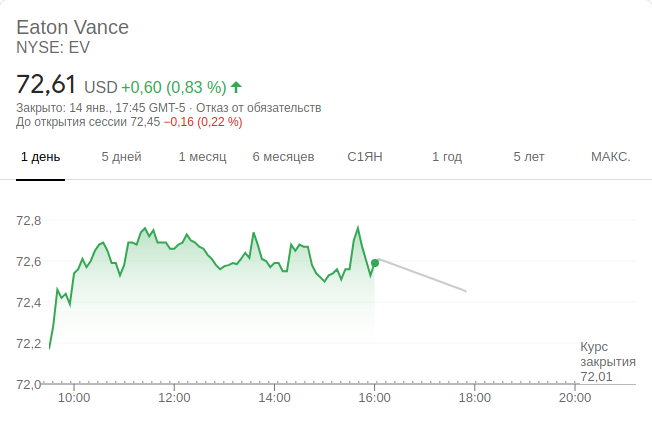 Eaton Vance
NYSE: EV
72,61 USD +0,60 (0,83 %)
Закрыто: 14 янв., 17:45 GMT-5 · Отказ от обязательств
До открытия сессии 72,45 −0,16 (0,22 %)
1 день 5 дней 1 месяц 6 месяцев С1ЯН 1 год 5 лет МАКС.
72,8
72,6
72,4
72,2
Курс
закрытия
72,01
72,0
10:00 12:00 14:00 16:00 18:00 20:00